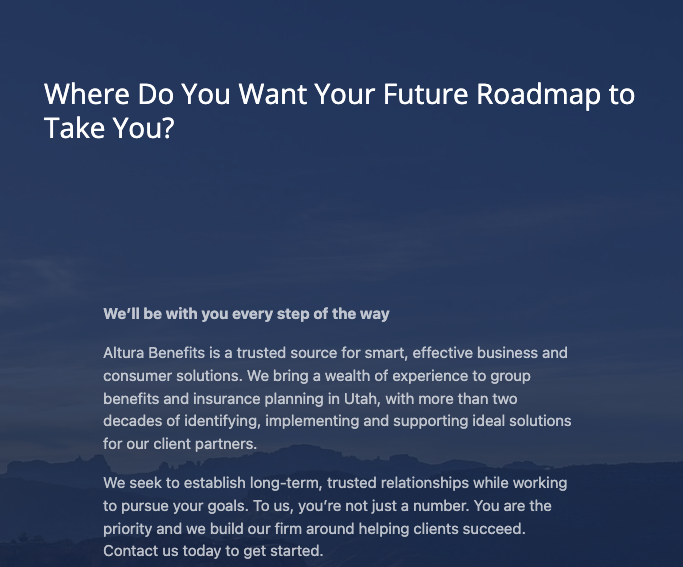 Where Do You Want Your Future Roadmap to
Take You?
We’ll be with you every step of the way
Altura Benefits is a trusted source for smart, effective business and
consumer solutions. We bring a wealth of experience to group
benefits and insurance planning in Utah, with more than two
decades of identifying, implementing and supporting ideal solutions
for our client partners.
We seek to establish long-term, trusted relationships while working
to pursue your goals. To us, you’re not just a number. You are the
priority and we build our firm around helping clients succeed.
Contact us today to get started.